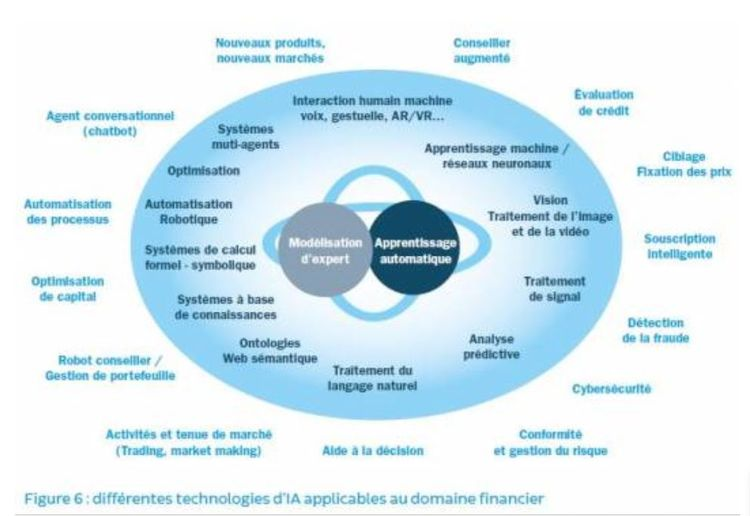 Nouveaux produits,
nouveaux marchés
Conseiller
augmenté
Agent conversationnel
(chatbot)
Interaction humain machine
voix, gestuelle, AR/VR...
Évaluation
de crédit
Systèmes
muti-agents
Apprentissage machine /
réseaux neuronaux
Ciblage
Fixation des prix
Optimisation
Automatisation
des processus
Automatisation
Robotique
Vision
Traitement de l'image
et de la vidéo
Modélisation
d'expert
Apprentissage
automatique
Souscription
intelligente
Systèmes de calcul
formel - symbolique
Optimisation
de capital
Traitement
de signal
Systèmes à base
de connaissances
Détection
de la fraude
Ontologies
Web sémantique
Analyse
prédictive
Robot conseiller /
Gestion de portefeuille
Traitement du
langage naturel
Cybersécurité
Activités et tenue de marché
(Trading, market making)
Aide à la décision
Conformité
et gestion du risque
Figure 6 : différentes technologies d'IA applicables au domaine financier